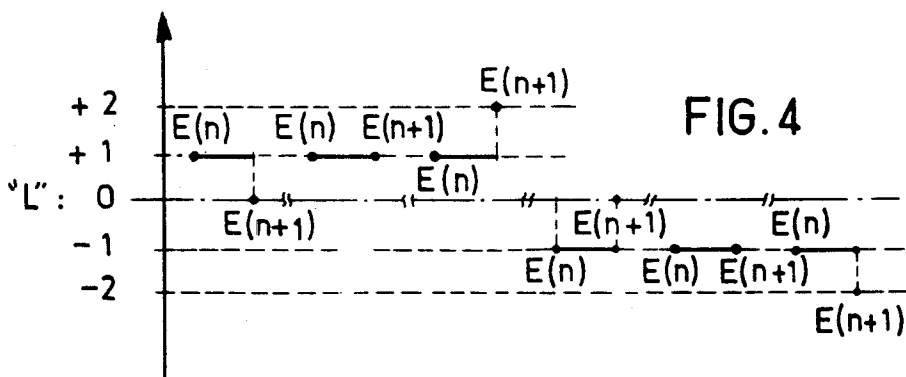 E(n+1)
+ 2
FIG. 4
E(n) E(n) E(n+1)
+ 1
E(n)
"L": 0
E(n+1) E(n+1) E(n)
- 1
E(n) E(n) E(n+1)
-2
E(n+1)